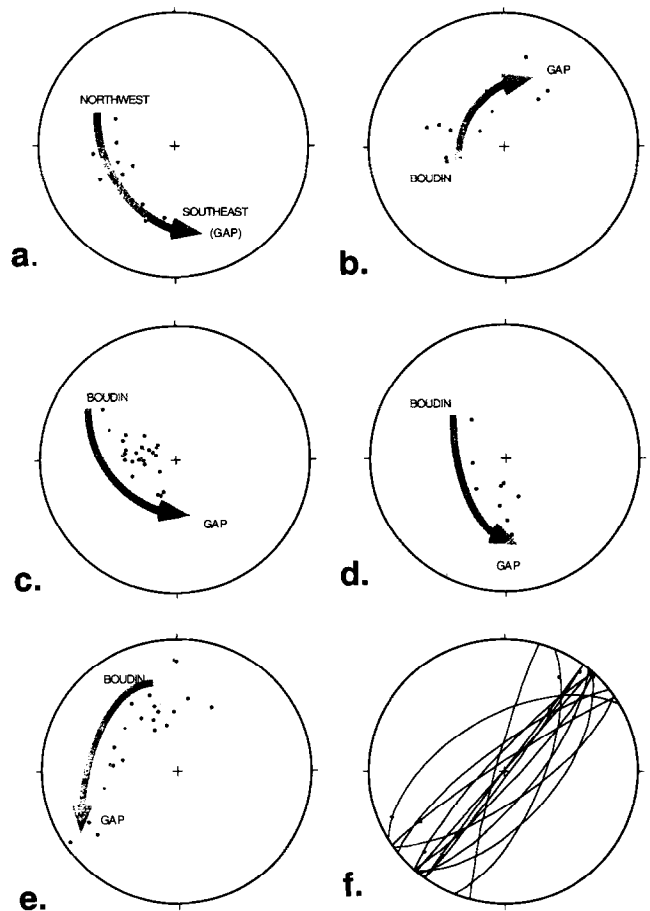 NORTHWEST
SOUTHEAST
(GAP)
a.
GAP
BOUDIN
b.
BOUDIN
GAP
c.
BOUDIN
GAP
d.
BOUDIN
GAP
e.
f.